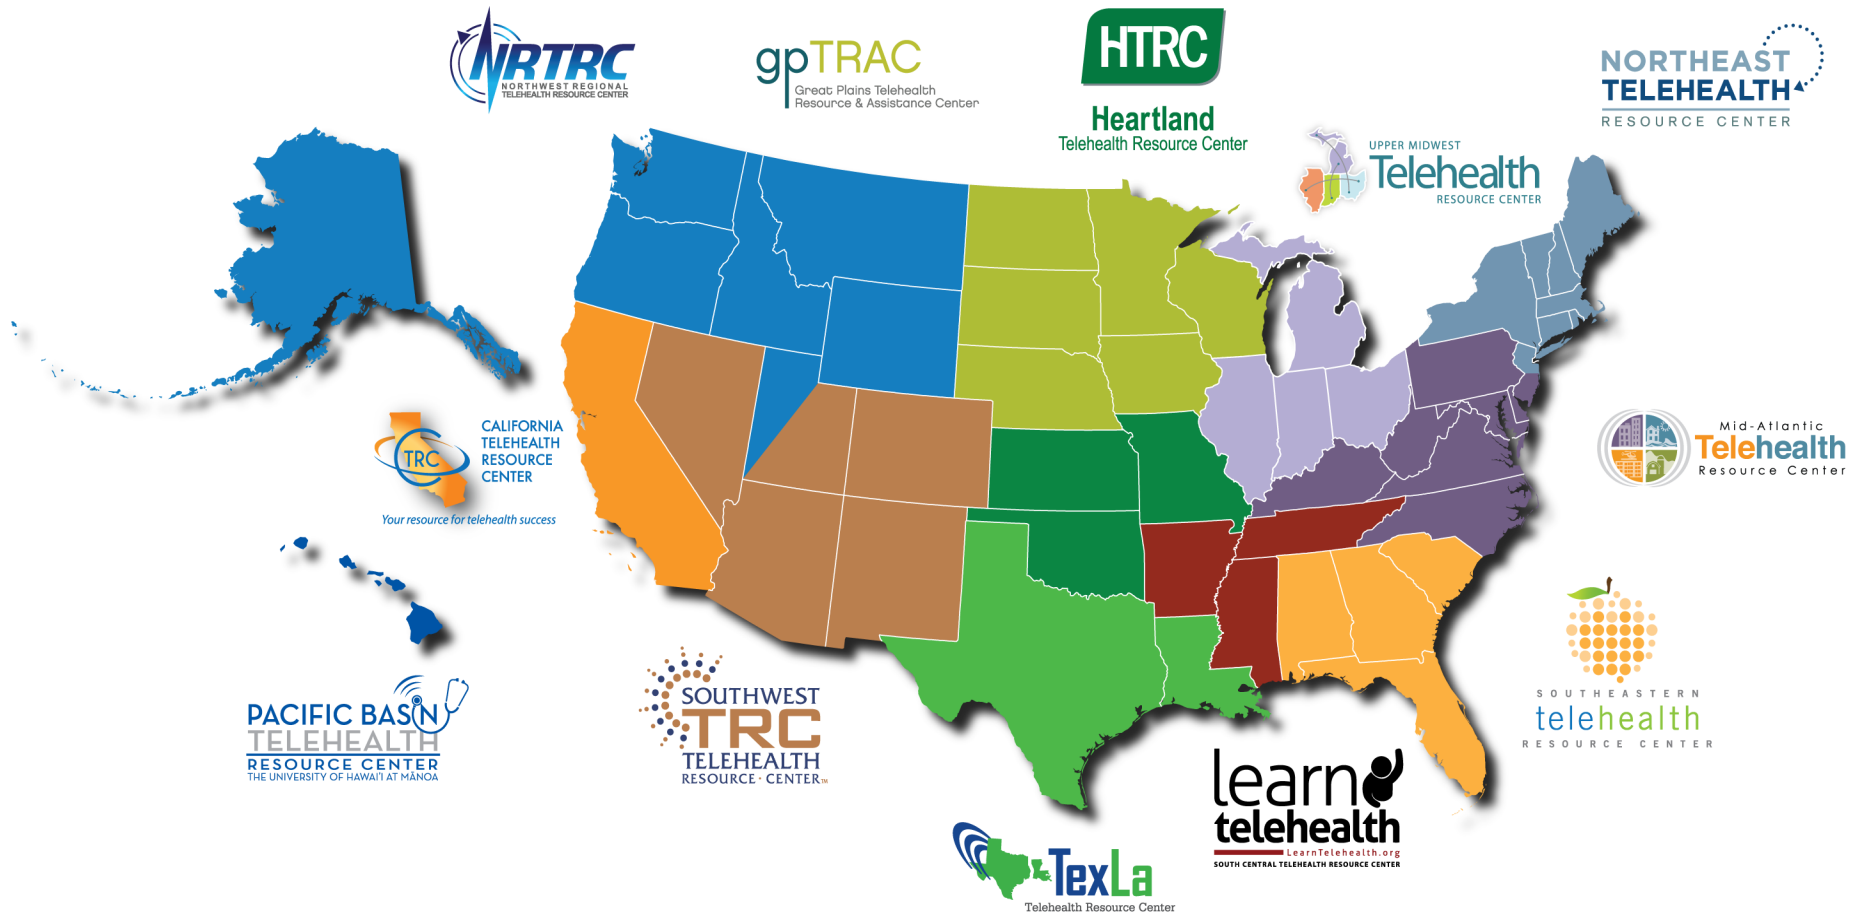 NRTRC
NORTHWEST REGIONAL
TELEHEALTH RESOURCE CENTER
gpTRAC
Great Plains Telehealth
Resource & Assistance Center
HTRC
Heartland
Telehealth Resource Center
NORTHEAST
TELEHEALTH
RESOURCE CENTER
UPPER MIDWEST
Telehealth
RESOURCE CENTER
TRC
CALIFORNIA
TELEHEALTH
RESOURCE
CENTER
Your resource for telehealth success
Mid-Atlantic
Telehealth
Resource Center
PACIFIC BASIN
TELEHEALTH
RESOURCE CENTER
THE UNIVERSITY OF HAWAI'I AT MĀNOA
SOUTHWEST
TRC
TELEHEALTH
RESOURCE · CENTER™
SOUTHEASTERN
telehealth
RESOURCE CENTER
learn
telehealth
LearnTelehealth.org
SOUTH CENTRAL TELEHEALTH RESOURCE CENTER
TexLa
Telehealth Resource Center